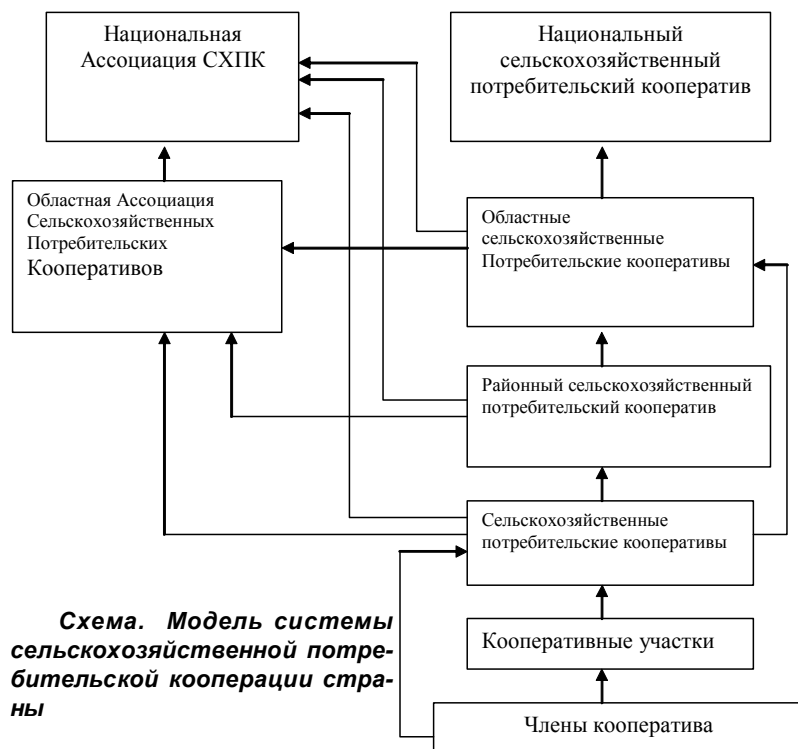 Национальная
Ассоциация СХПК
Национальный
сельскохозяйственный
потребительский кооператив
Областная Ассоциация
Сельскохозяйственных
Потребительских
Кооперативов
Областные
сельскохозяйственные
Потребительские кооперативы
Районный сельскохозяйственный
потребительский кооператив
Сельскохозяйственные
потребительские кооперативы
Схема. Модель системы
сельскохозяйственной потре-
бительской кооперации стра-
ны
Кооперативные участки
Члены кооператива